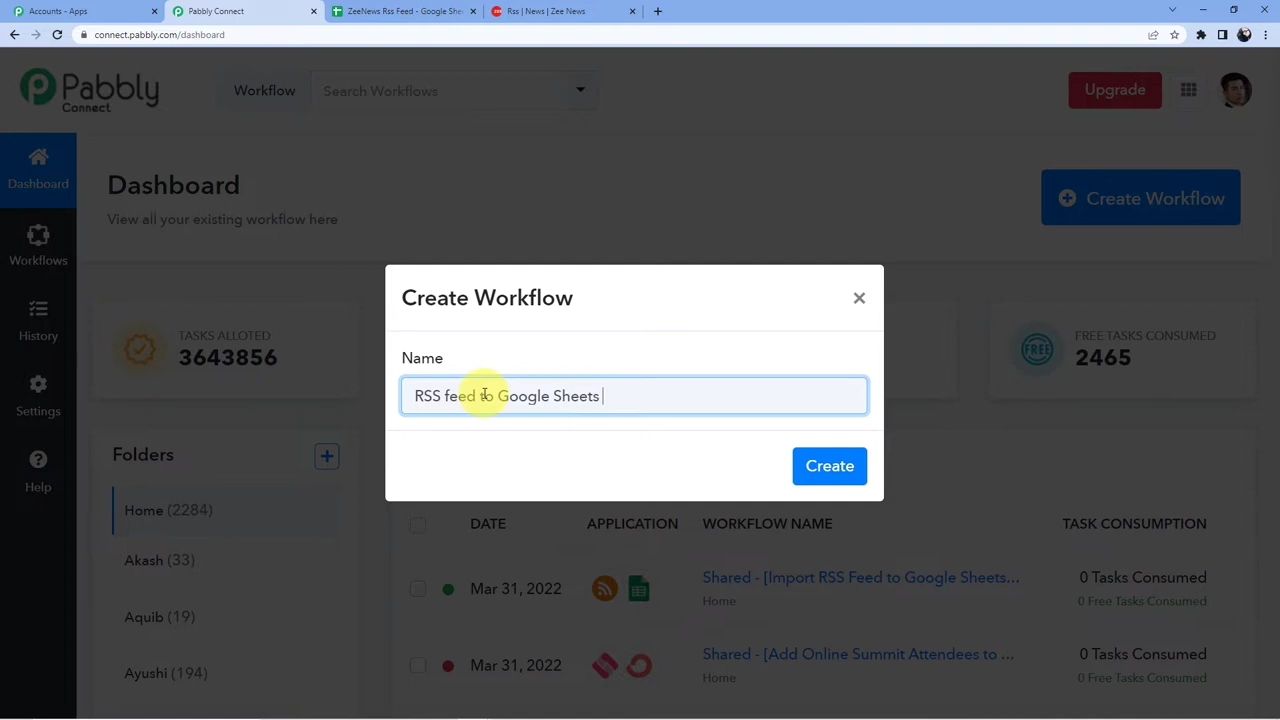 Accounts - Apps
Pabbly Connect
ZeeNews Rss Feed - Google She
Rss | News | Zee News
connect.pabbly.com/dashboard
Pabbly
Connect
Workflow
Search Workflows
Upgrade
Dashboard
Dashboard
View all your existing workflow here
Create Workflow
Workflows
TASKS ALLOTED
3643856
FREE
FREE TASKS CONSUMED
2465
History
Settings
Help
Create Workflow
Name
RSS feed to Google Sheets
Create
Folders
Home (2284)
Akash (33)
Aquib (19)
Ayushi (194)
DATE
APPLICATION
WORKFLOW NAME
TASK CONSUMPTION
Mar 31, 2022
Shared - [Import RSS Feed to Google Sheets...
Home
0 Tasks Consumed
0 Free Tasks Consumed
Mar 31, 2022
Shared - [Add Online Summit Attendees to ...
Home
0 Tasks Consumed
0 Free Tasks Consumed